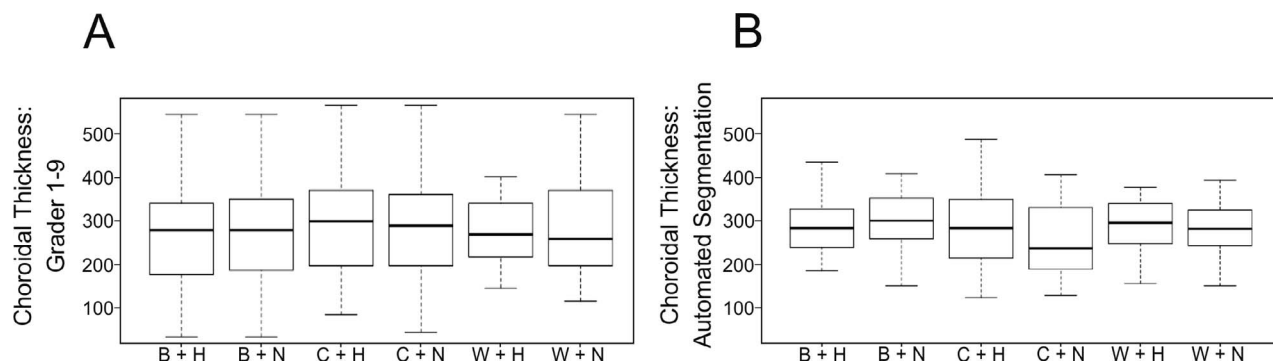 A
Choroidal Thickness:
Grader 1-9
500
400
300
200
100
B + H B + N C + H C + N W + H W + N
B
Choroidal Thickness:
Automated Segmentation
500
400
300
200
100
B + H B + N C + H C + N W + H W + N